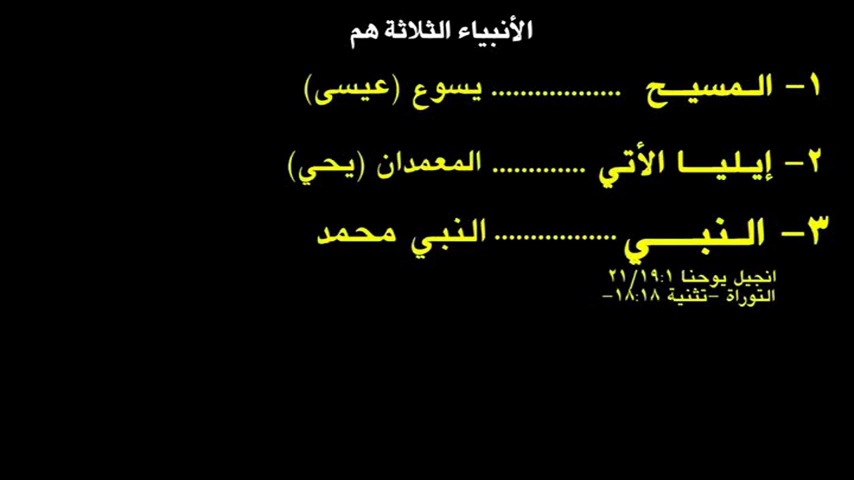 الأنبياء الثلاثة هم
١- المسيح .................. يسوع (عيسى)
٢- إيليا الأتي ............. المعمدان (يحي)
٣- النبي ................. النبي محمد
انجيل يوحنا ١:‏١٩/‏٢١
التوراة -تثنية ١٨:‏١٨-